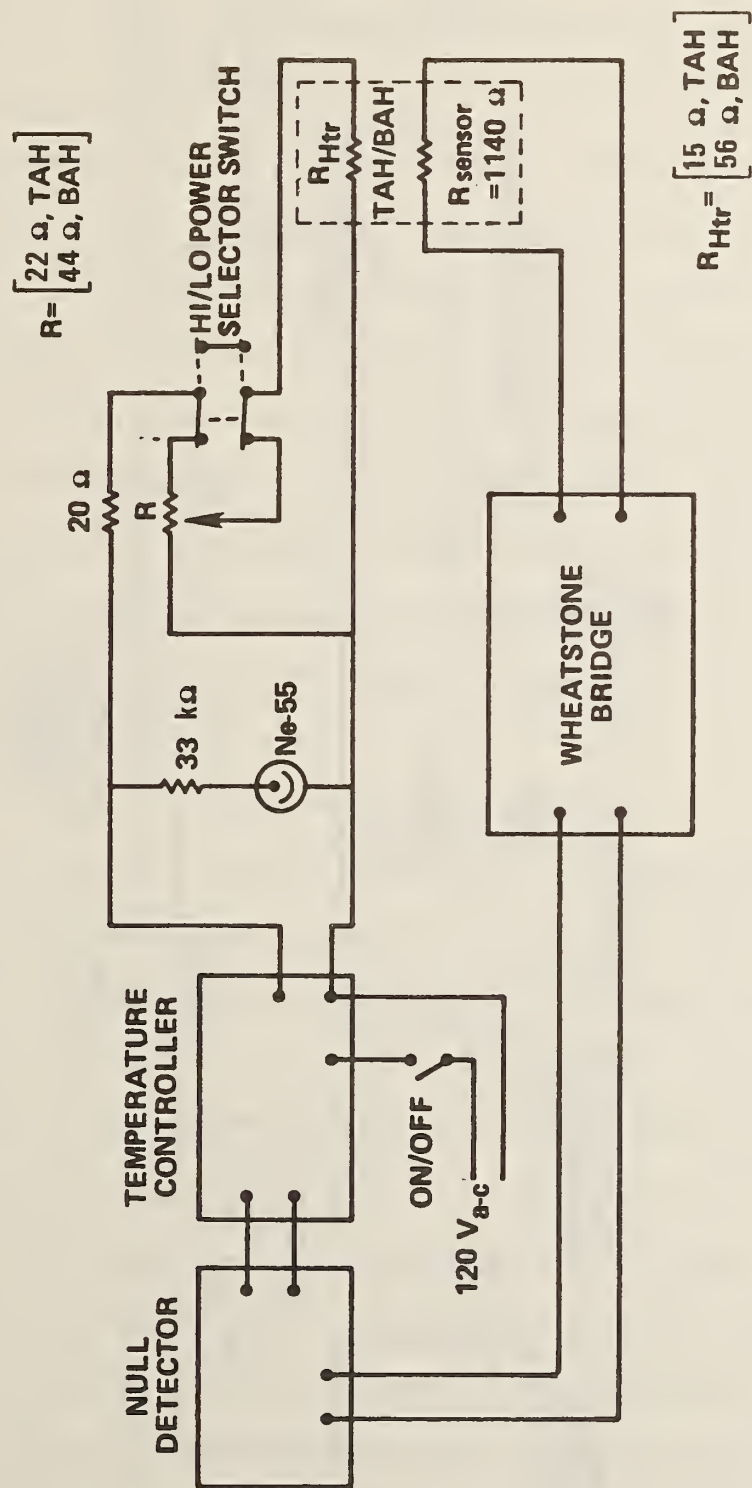 R= [22 Ω, TAH
44 Ω, BAH]
20 Ω
R
HI/LO POWER
SELECTOR SWITCH
33 kΩ
Ne-55
RHtr
TAH/BAH
Rsensor
=1140 Ω
TEMPERATURE
CONTROLLER
NULL
DETECTOR
ON/OFF
120 Va-c
WHEATSTONE
BRIDGE
RHtr= [15 Ω, TAH
56 Ω, BAH]